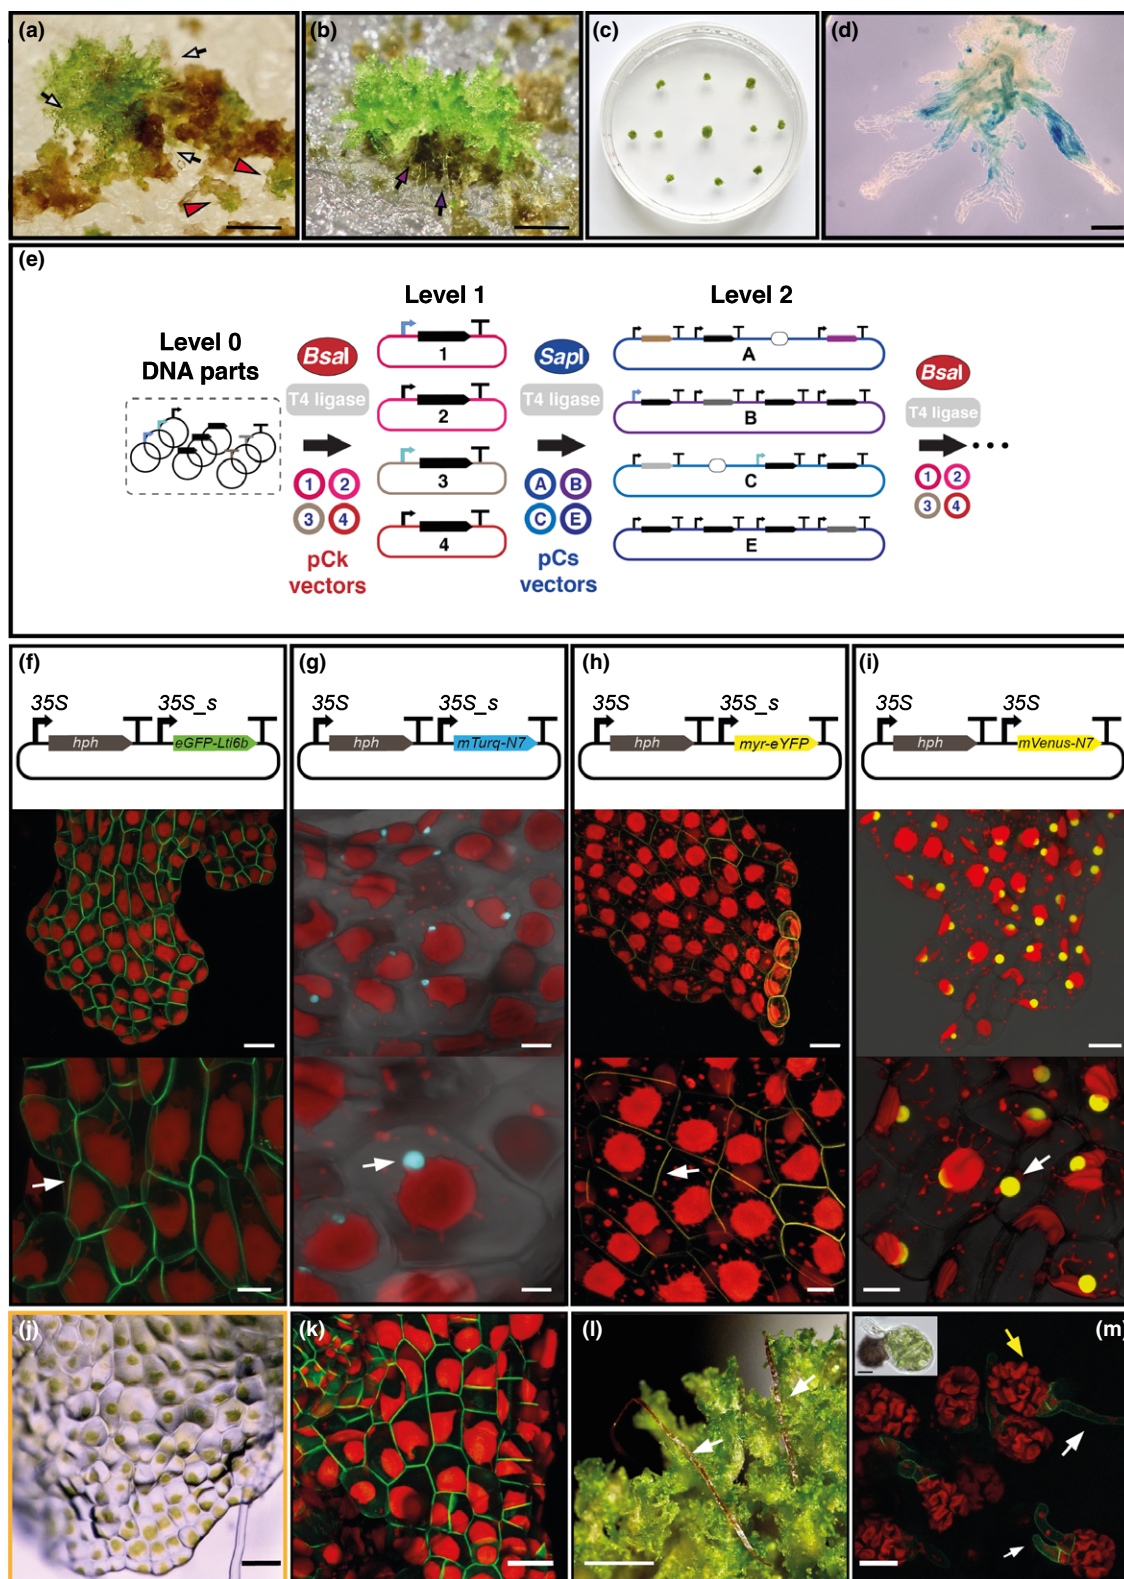 (a)
(b)
(c)
(d)
(e)
Level 0
DNA parts
BsaI
T4 ligase
1 2
3 4
pCk
vectors
Level 1
1
2
3
4
SapI
T4 ligase
A B
C E
pCs
vectors
Level 2
A
B
C
E
BsaI
T4 ligase
1 2
3 4
(f)
35S 35S_s
hph eGFP-Lti6b
(g)
35S 35S_s
hph mTurq-N7
(h)
35S 35S_s
hph myr-eYFP
(i)
35S 35S
hph mVenus-N7
(j)
(k)
(l)
(m)